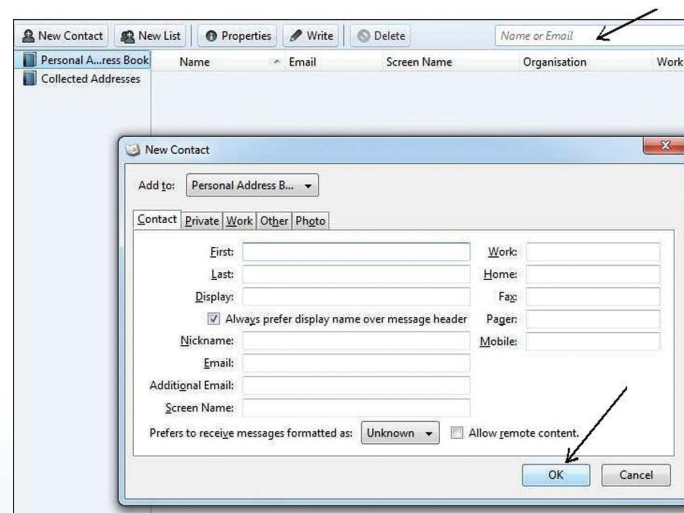 New Contact New List Properties Write Delete Name or Email
Personal A...ress Book Name Email Screen Name Organisation Work
Collected Addresses
New Contact
Add to: Personal Address B...
Contact Private Work Other Photo
First: Work:
Last: Home:
Display: Fax:
Always prefer display name over message header Pager:
Nickname: Mobile:
Email:
Additional Email:
Screen Name:
Prefers to receive messages formatted as: Unknown Allow remote content.
OK Cancel